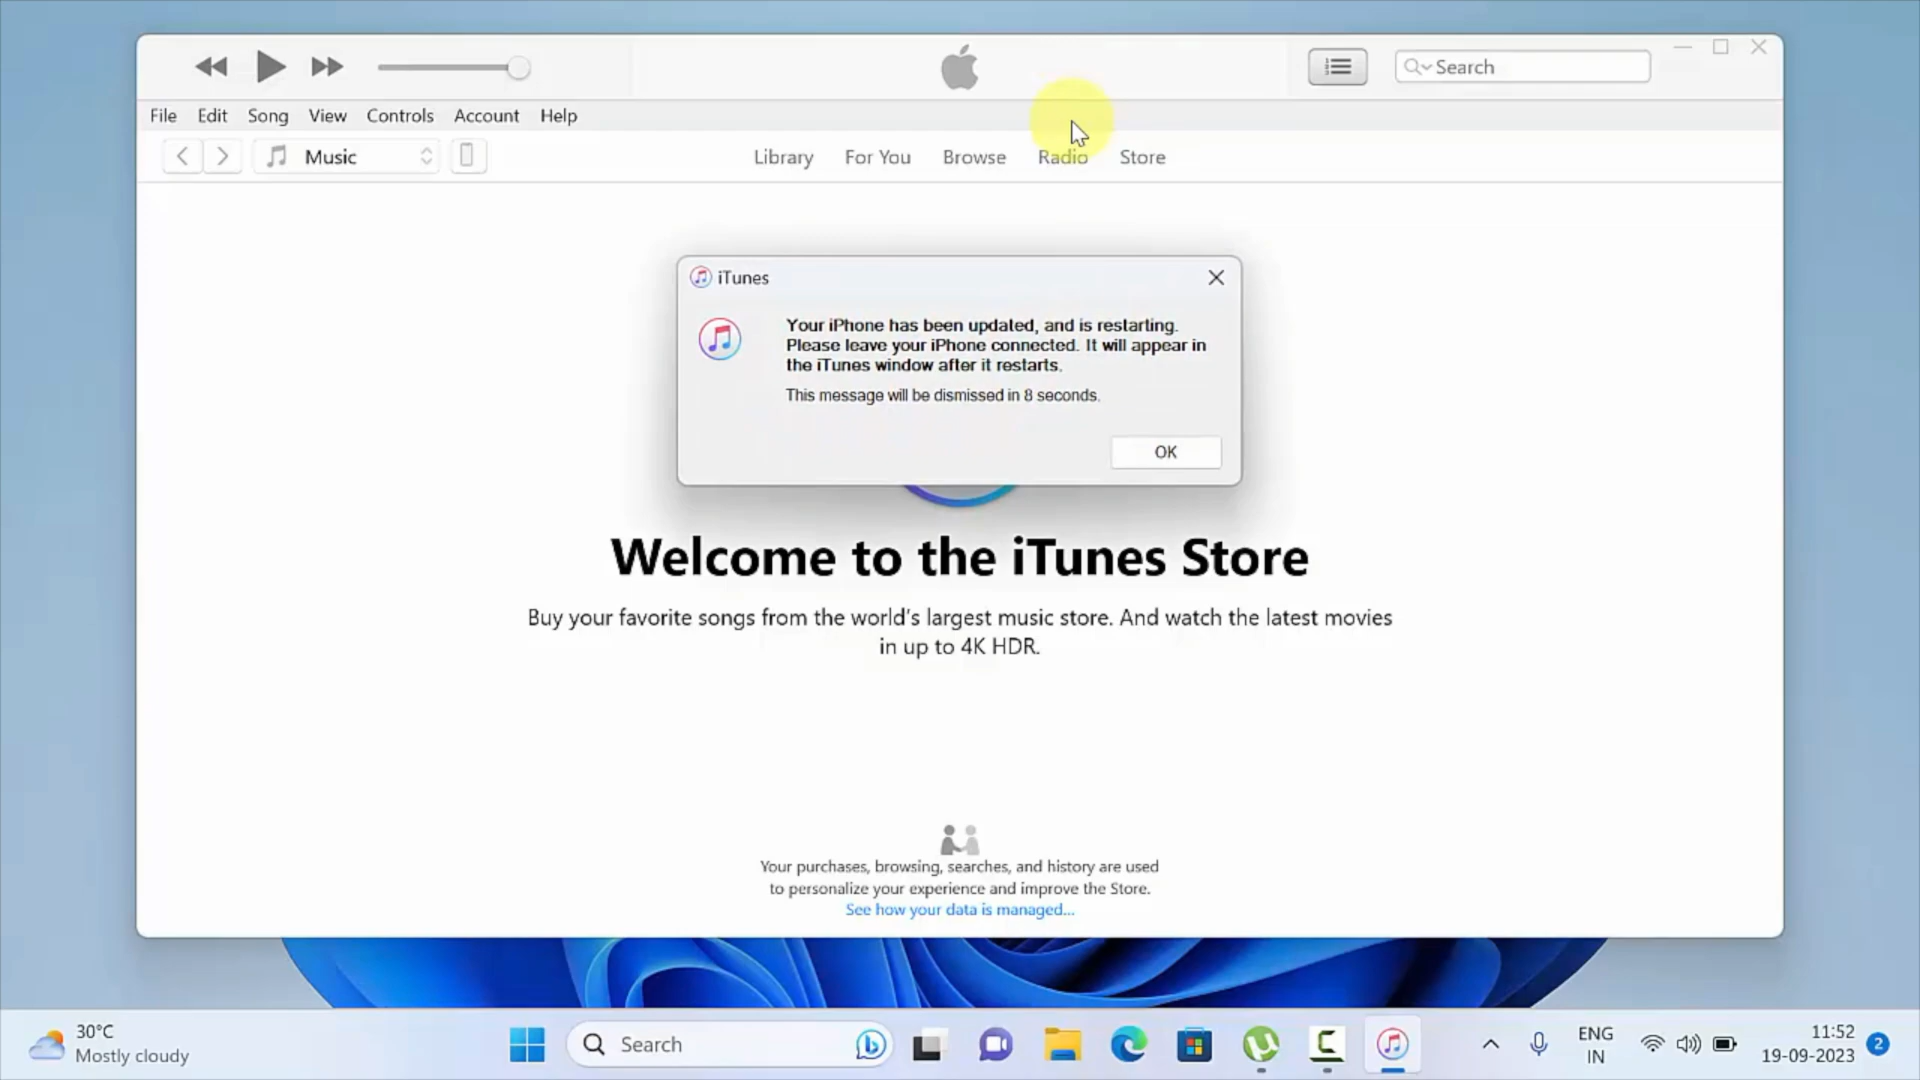 Search
File Edit Song View Controls Account Help
Music
Library For You Browse Radio Store
iTunes
Your iPhone has been updated, and is restarting.
Please leave your iPhone connected. It will appear in
the iTunes window after it restarts.
This message will be dismissed in 8 seconds.
OK
Welcome to the iTunes Store
Buy your favorite songs from the world's largest music store. And watch the latest movies
in up to 4K HDR.
Your purchases, browsing, searches, and history are used
to personalize your experience and improve the Store.
See how your data is managed...
30°C
Mostly cloudy
Search
ENG
IN
11:52
19-09-2023
2